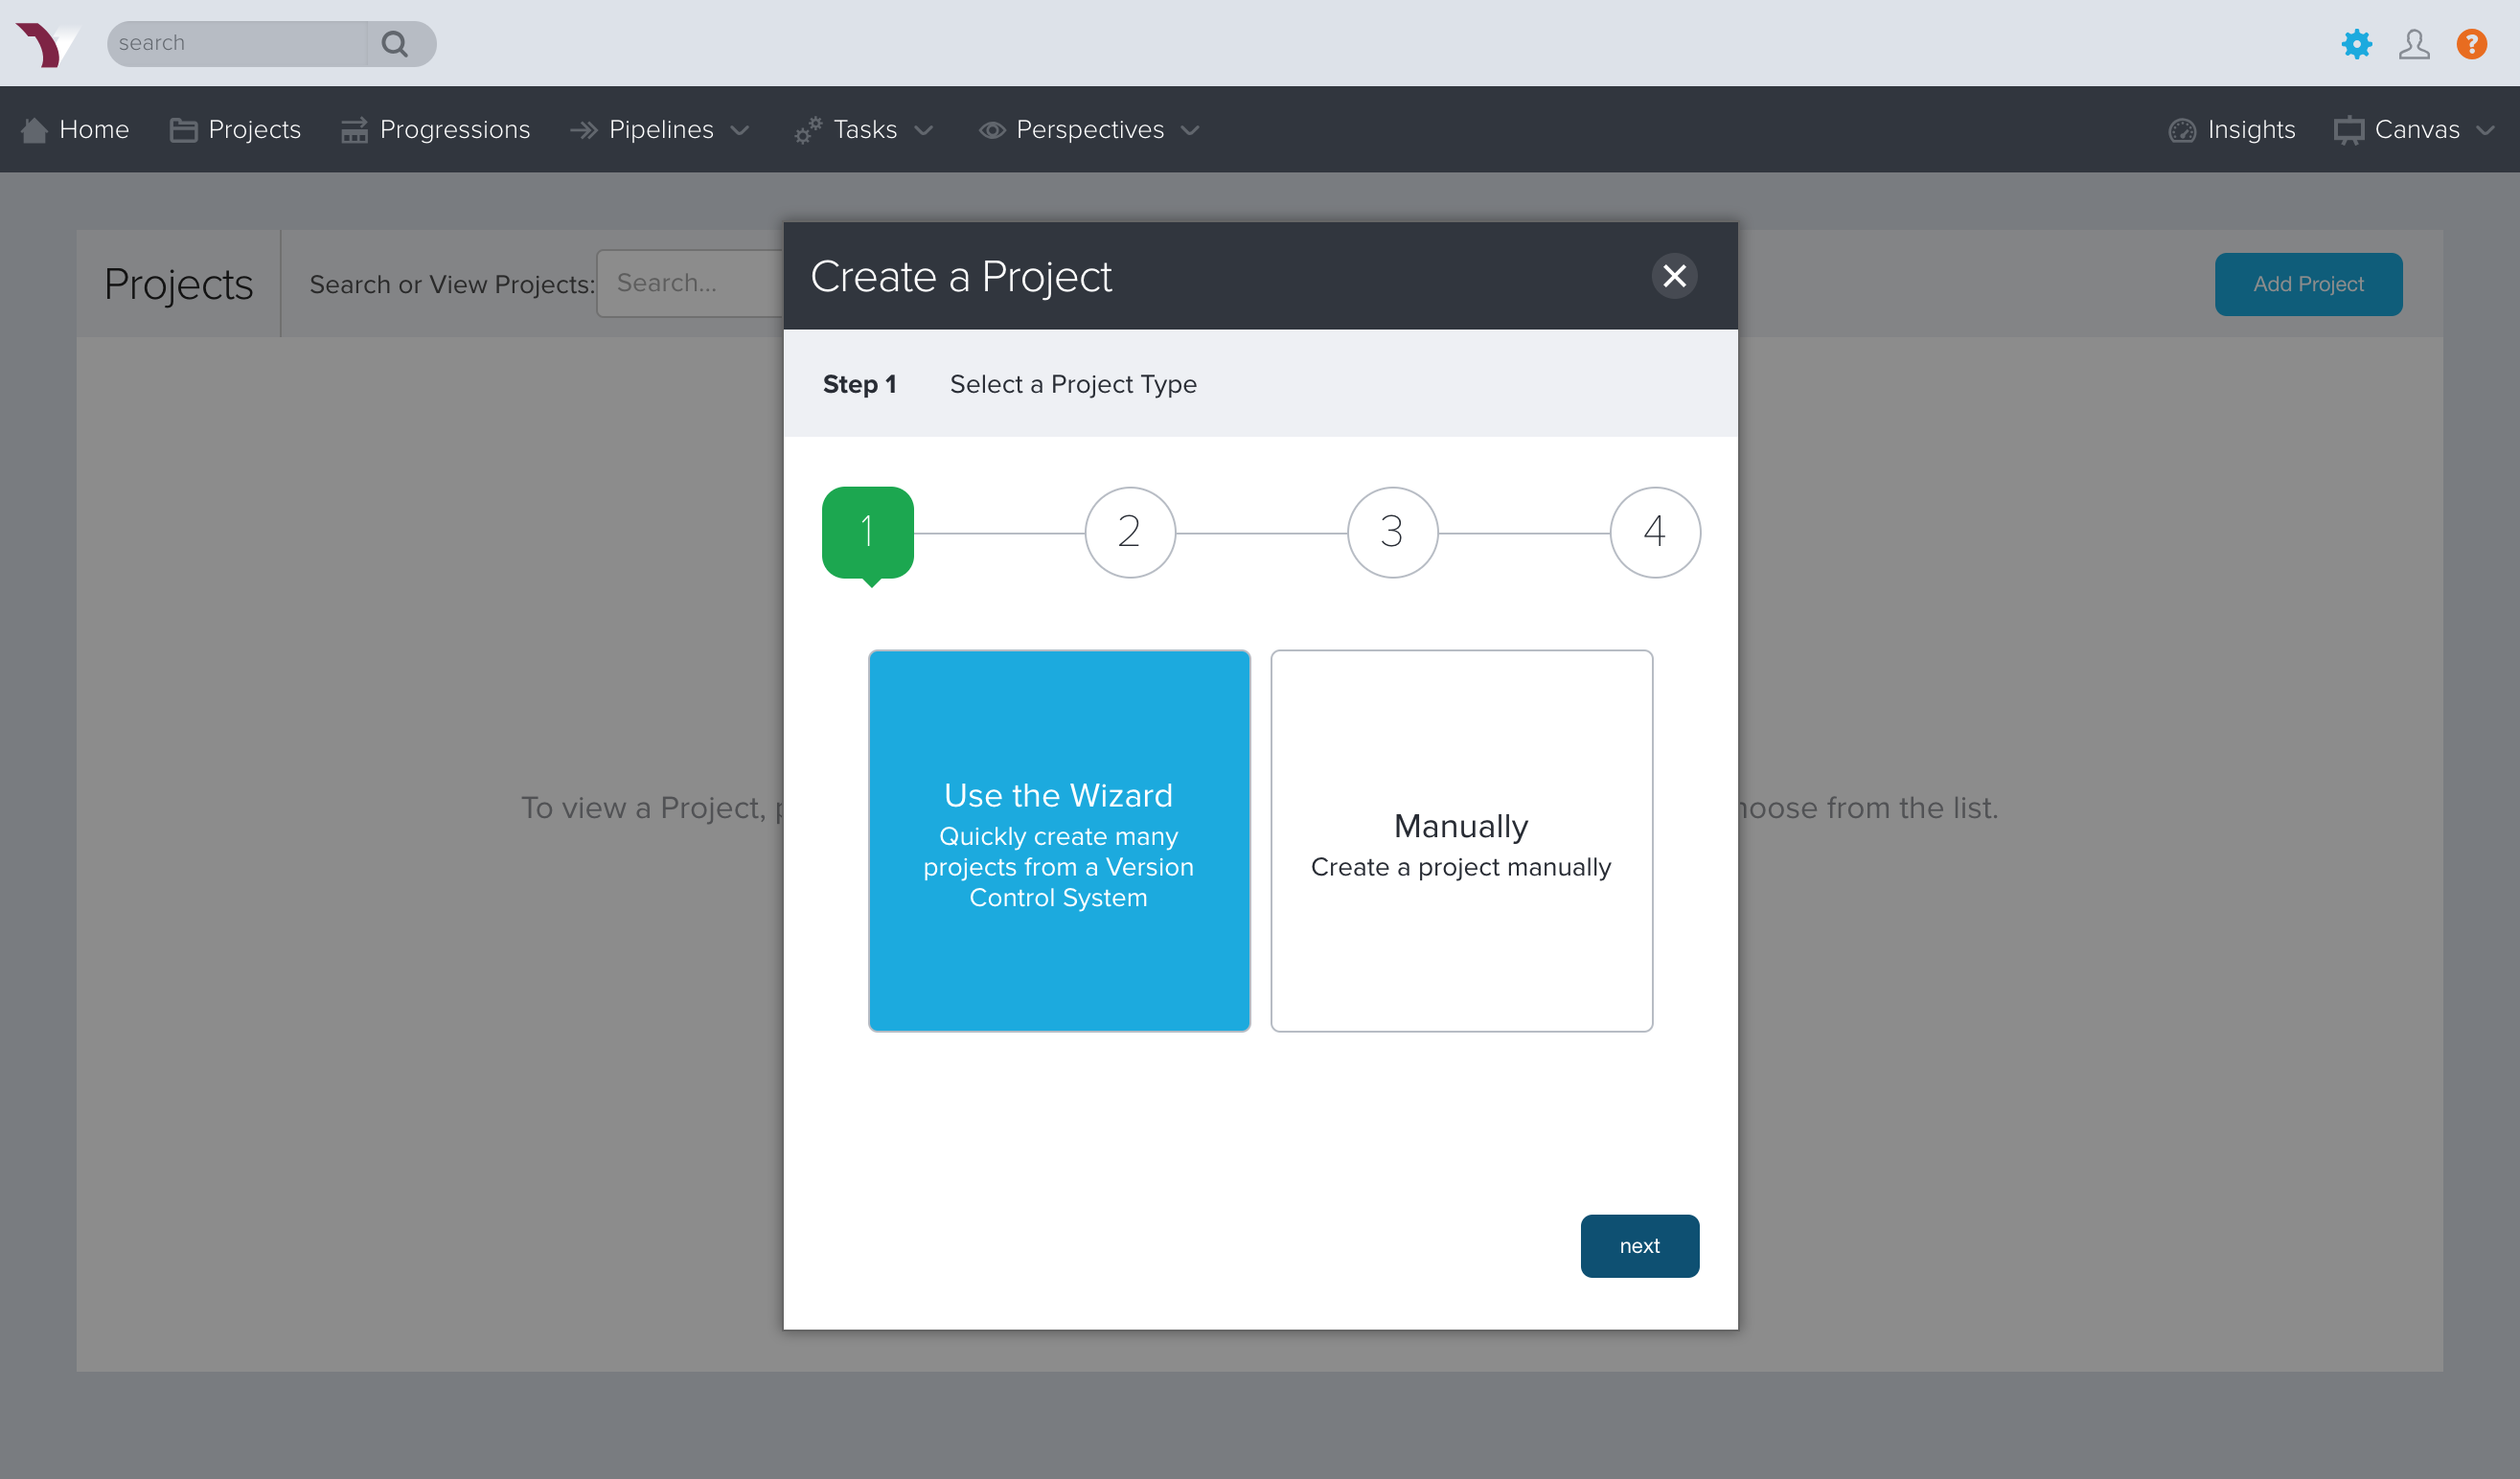 search
Home
Projects
Progressions
Pipelines
Tasks
Perspectives
Insights
Canvas
Projects
Search or View Projects:
Search...
Add Project
Create a Project
Step 1 Select a Project Type
1
2
3
4
To view a Project,
Use the Wizard
Quickly create many
projects from a Version
Control System
Manually
Create a project manually
from the list.
next